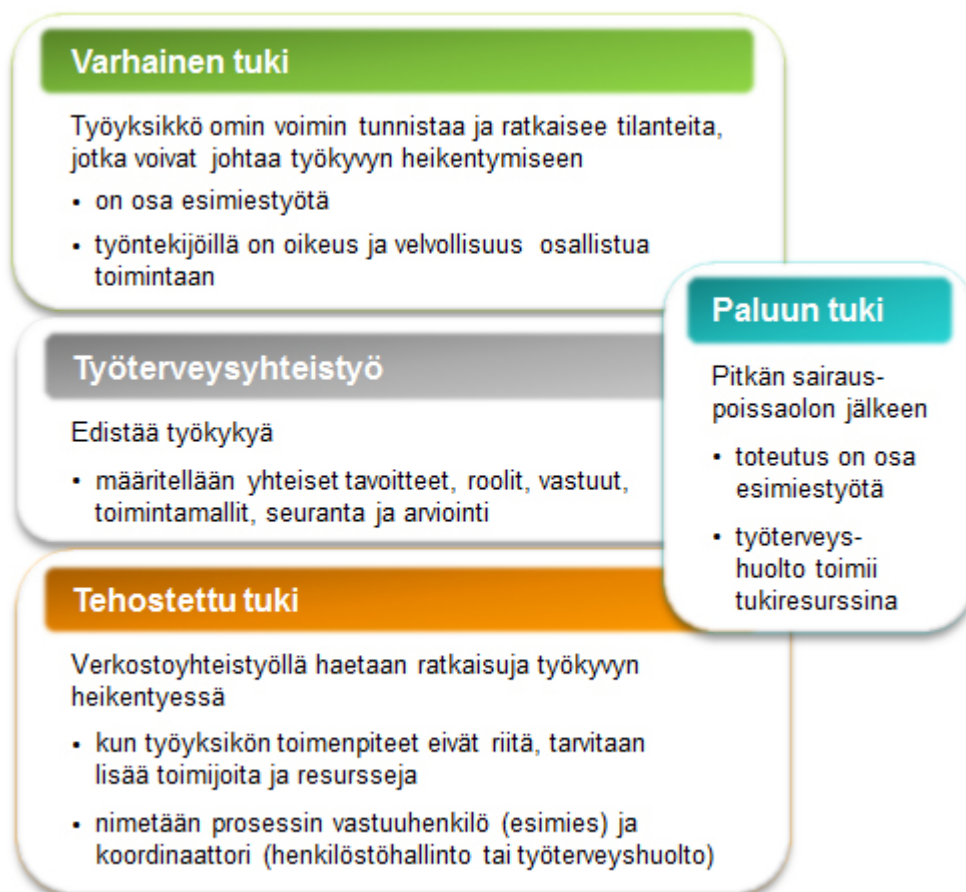 Varhainen tuki
Työyksikkö omin voimin tunnistaa ja ratkaisee tilanteita,
jotka voivat johtaa työkyvyn heikentymiseen
• on osa esimiestyötä
• työntekijöillä on oikeus ja velvollisuus osallistua
toimintaan
Työterveysyhteistyö
Edistää työkykyä
• määritellään yhteiset tavoitteet, roolit, vastuut,
toimintamallit, seuranta ja arviointi
Tehostettu tuki
Verkostoyhteistyöllä haetaan ratkaisuja työkyvyn
heikentyessä
• kun työyksikön toimenpiteet eivät riitä, tarvitaan
lisää toimijoita ja resursseja
• nimetään prosessin vastuuhenkilö (esimies) ja
koordinaattori (henkilöstöhallinto tai työterveyshuolto)
Paluun tuki
Pitkän sairaus-
poissaolon jälkeen
• toteutus on osa
esimiestyötä
• työterveys-
huolto toimii
tukiresurssina